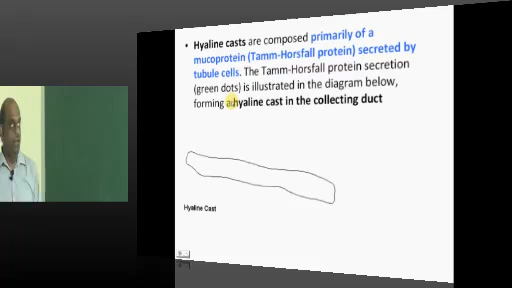 • Hyaline casts are composed primarily of a
mucoprotein (Tamm-Horsfall protein) secreted by
tubule cells. The Tamm-Horsfall protein secretion
(green dots) is illustrated in the diagram below,
forming a hyaline cast in the collecting duct
Hyaline Cast